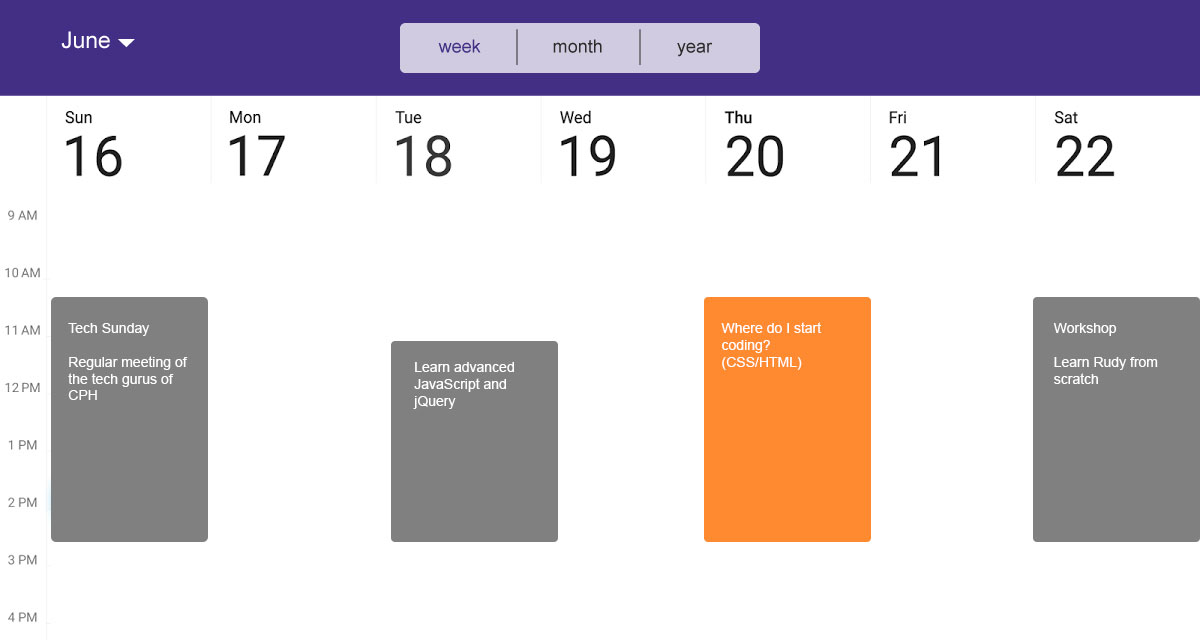 June
week month year
Sun Mon Tue Wed Thu Fri Sat
16 17 18 19 20 21 22
9 AM
10 AM
11 AM
12 PM
1 PM
2 PM
3 PM
4 PM
Tech Sunday
Regular meeting of
the tech gurus of
CPH
Learn advanced
JavaScript and
jQuery
Where do I start
coding?
(CSS/HTML)
Workshop
Learn Rudy from
scratch